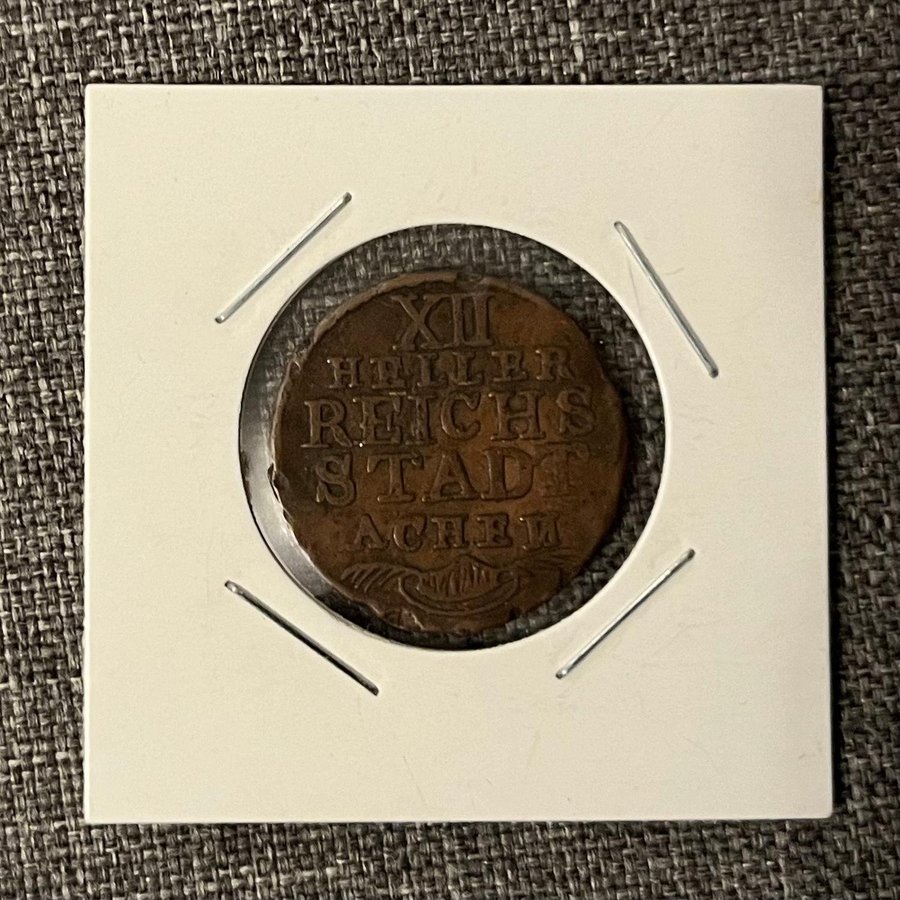 XII
HELLER
REICHS
STADT
ACHEN